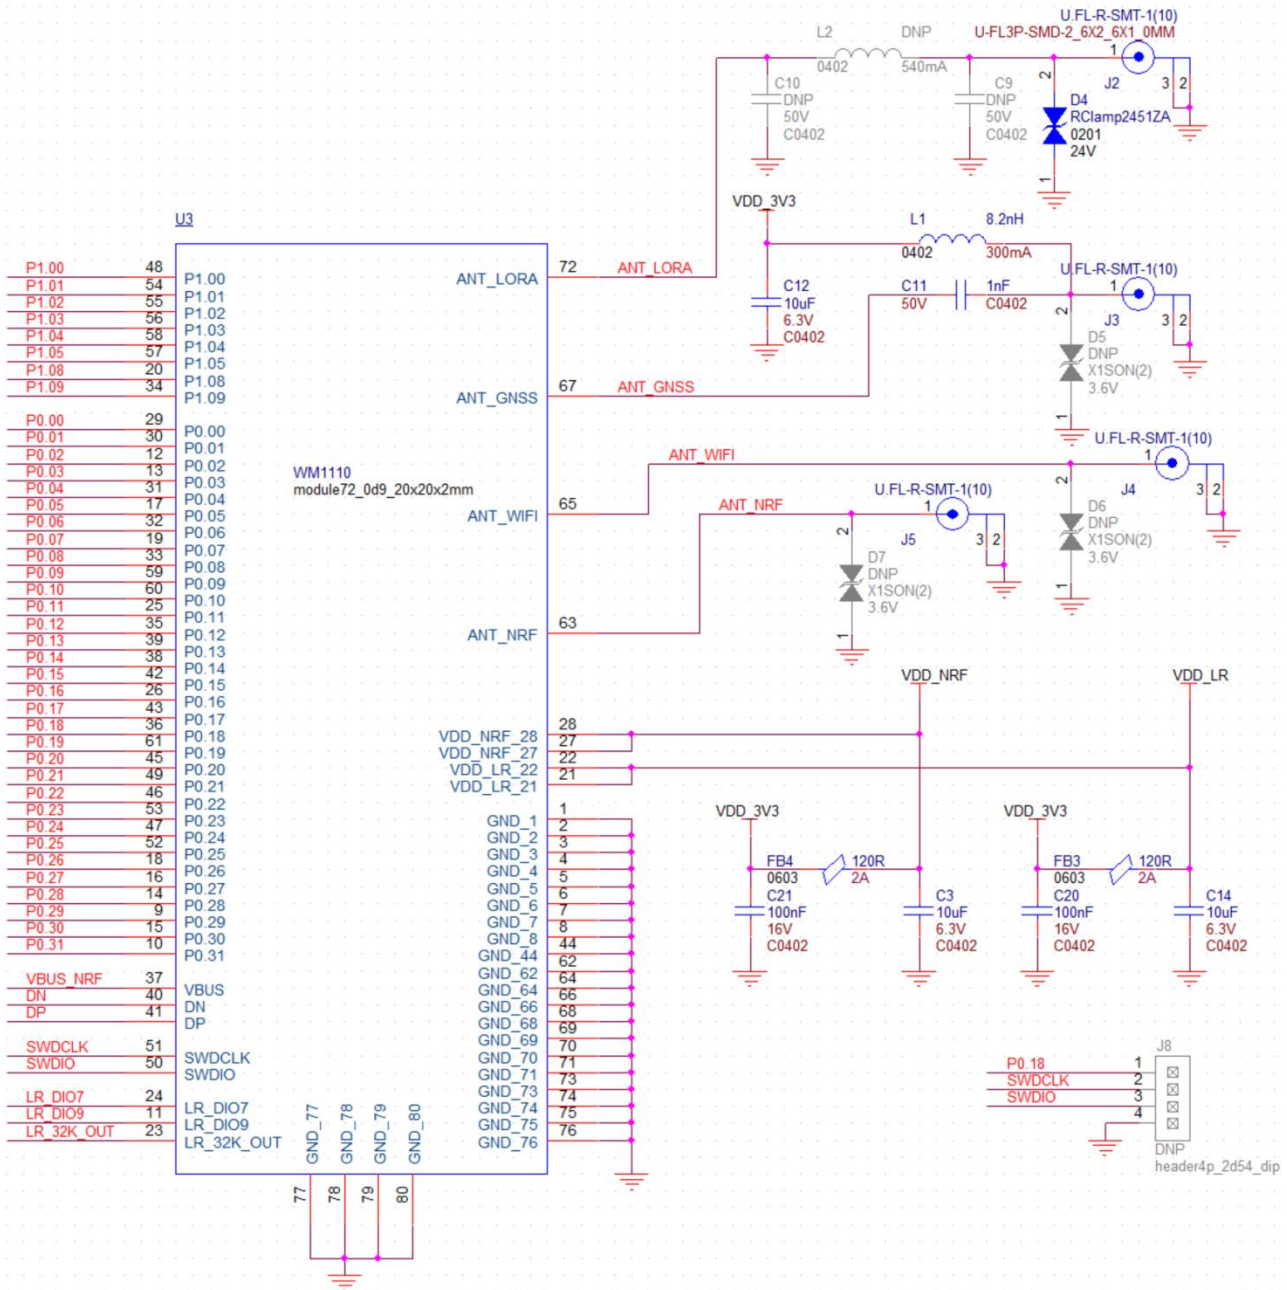 U.FL-R-SMT-1(10)
U-FL3P-SMD-2_6X2_6X1_0MM
L2 DNP
0402 540mA
1
J2
3 2
C10
DNP
50V
C0402
C9
DNP
50V
C0402
2
D4
RClamp2451ZA
0201
24V
1
VDD_3V3
L1 8.2nH
0402 300mA
C12
10uF
6.3V
C0402
C11 1nF
50V C0402
U.FL-R-SMT-1(10)
1
J3
3 2
2
D5
DNP
X1SON(2)
3.6V
1
U.FL-R-SMT-1(10)
1
J4
3 2
2
D6
DNP
X1SON(2)
3.6V
1
U.FL-R-SMT-1(10)
1
J5
3 2
2
D7
DNP
X1SON(2)
3.6V
1
U3
WM1110
module72_0d9_20x20x2mm
P1.00 48 P1.00
P1.01 54 P1.01
P1.02 55 P1.02
P1.03 56 P1.03
P1.04 58 P1.04
P1.05 57 P1.05
P1.08 20 P1.08
P1.09 34 P1.09
P0.00 29 P0.00
P0.01 30 P0.01
P0.02 12 P0.02
P0.03 13 P0.03
P0.04 31 P0.04
P0.05 17 P0.05
P0.06 32 P0.06
P0.07 19 P0.07
P0.08 33 P0.08
P0.09 59 P0.09
P0.10 60 P0.10
P0.11 25 P0.11
P0.12 35 P0.12
P0.13 39 P0.13
P0.14 38 P0.14
P0.15 42 P0.15
P0.16 26 P0.16
P0.17 43 P0.17
P0.18 36 P0.18
P0.19 61 P0.19
P0.20 45 P0.20
P0.21 49 P0.21
P0.22 46 P0.22
P0.23 53 P0.23
P0.24 47 P0.24
P0.25 52 P0.25
P0.26 18 P0.26
P0.27 16 P0.27
P0.28 14 P0.28
P0.29 9 P0.29
P0.30 15 P0.30
P0.31 10 P0.31
VBUS_NRF 37 VBUS
DN 40 DN
DP 41 DP
SWDCLK 51 SWDCLK
SWDIO 50 SWDIO
LR_DIO7 24 LR_DIO7
LR_DIO9 11 LR_DIO9
LR_32K_OUT 23 LR_32K_OUT
ANT_LORA 72 ANT_LORA
ANT_GNSS 67 ANT_GNSS
ANT_WIFI 65 ANT_WIFI
ANT_NRF 63 ANT_NRF
VDD_NRF_28 28
VDD_NRF_27 27
VDD_LR_22 22
VDD_LR_21 21
GND_1 1
GND_2 2
GND_3 3
GND_4 4
GND_5 5
GND_6 6
GND_7 7
GND_8 8
GND_44 44
GND_62 62
GND_64 64
GND_66 66
GND_68 68
GND_69 69
GND_70 70
GND_71 71
GND_73 73
GND_74 74
GND_75 75
GND_76 76
GND_77 GND_78 GND_79 GND_80
77 78 79 80
VDD_NRF
VDD_LR
VDD_3V3
FB4 120R
0603 2A
C21
100nF
16V
C0402
C3
10uF
6.3V
C0402
VDD_3V3
FB3 120R
0603 2A
C20
100nF
16V
C0402
C14
10uF
6.3V
C0402
J8
P0.18 1
SWDCLK 2
SWDIO 3
4
DNP
header4p_2d54_dip